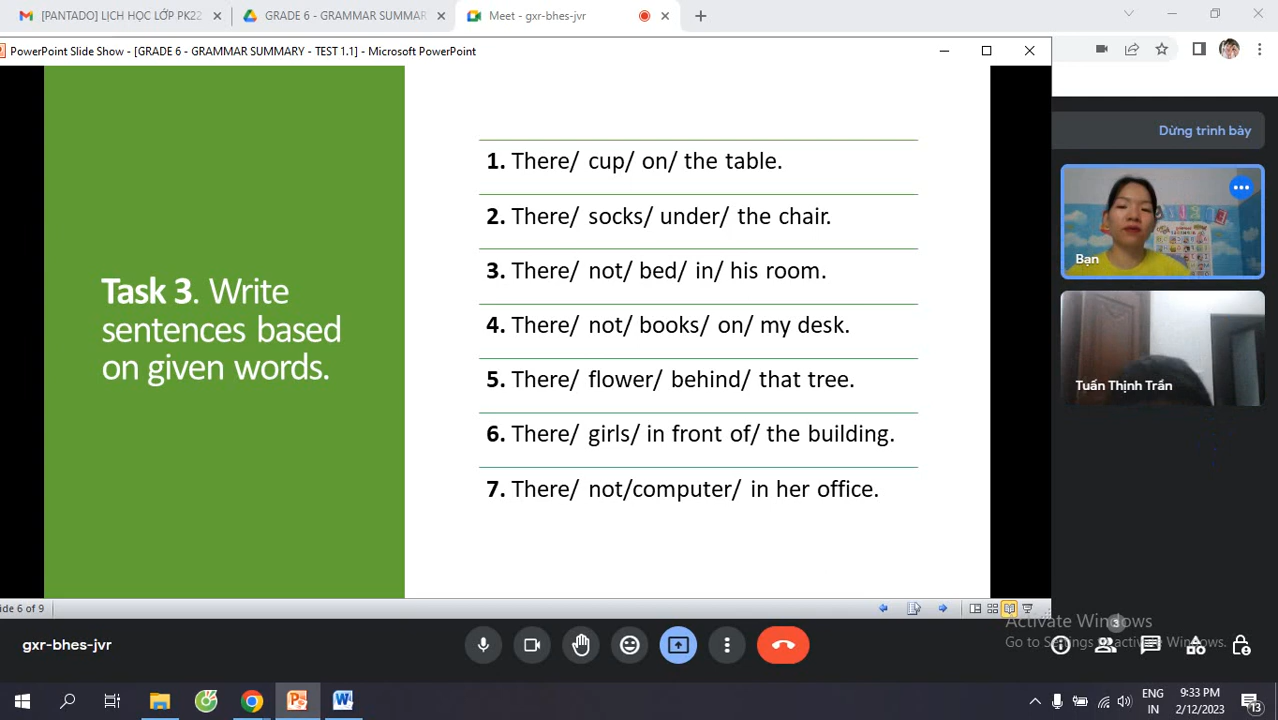 [PANTADO] LỊCH HỌC LỚP PK22
GRADE 6 - GRAMMAR SUMMAR
Meet - gxr-bhes-jvr
PowerPoint Slide Show - [GRADE 6 - GRAMMAR SUMMARY - TEST 1.1] - Microsoft PowerPoint
Dừng trình bày
Task 3. Write
sentences based
on given words.
1. There/ cup/ on/ the table.
2. There/ socks/ under/ the chair.
3. There/ not/ bed/ in/ his room.
4. There/ not/ books/ on/ my desk.
5. There/ flower/ behind/ that tree.
6. There/ girls/ in front of/ the building.
7. There/ not/computer/ in her office.
Bạn
Tuấn Thịnh Trần
ide 6 of 9
Activate Windows
Go to Settings to activate Windows.
3
gxr-bhes-jvr
ENG
IN
9:33 PM
2/12/2023
13